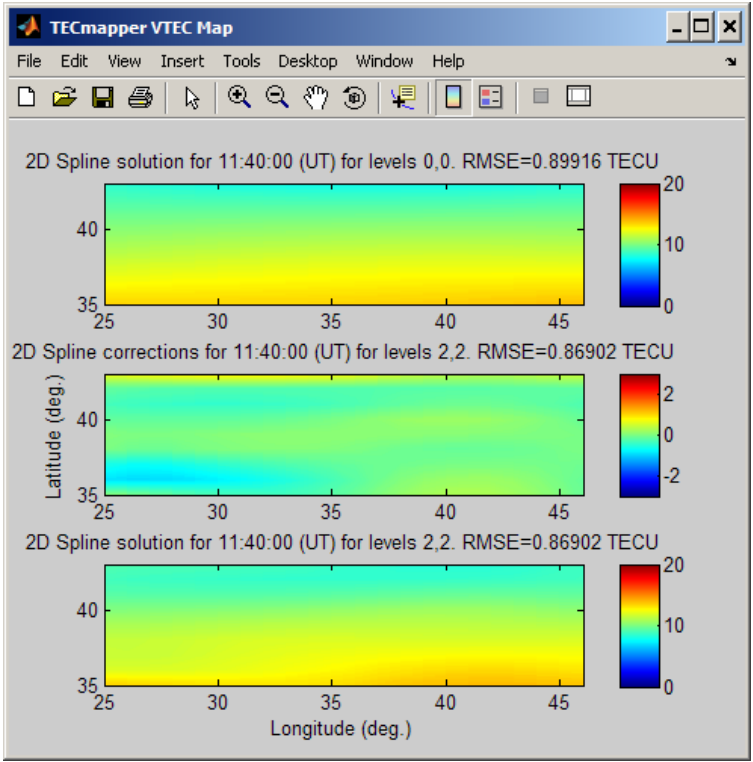 TECmapper VTEC Map
File Edit View Insert Tools Desktop Window Help
2D Spline solution for 11:40:00 (UT) for levels 0,0. RMSE=0.89916 TECU
20
40
10
35
0
25 30 35 40 45
2D Spline corrections for 11:40:00 (UT) for levels 2,2. RMSE=0.86902 TECU
Latitude (deg.)
2
40
0
-2
35
25 30 35 40 45
2D Spline solution for 11:40:00 (UT) for levels 2,2. RMSE=0.86902 TECU
20
40
10
35
0
25 30 35 40 45
Longitude (deg.)